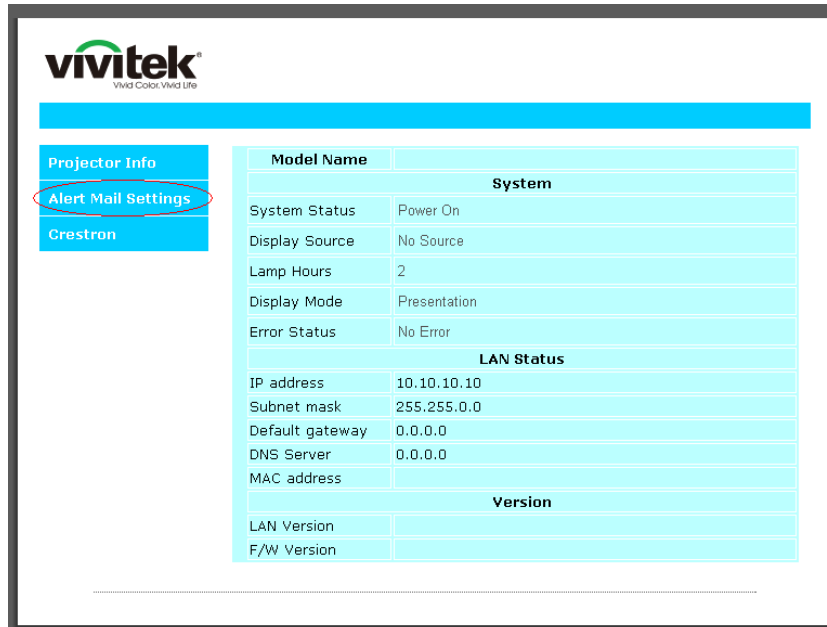 vivitek®
Vivid Color, Vivid Life
Projector Info
Alert Mail Settings
Crestron
Model Name
System
System Status Power On
Display Source No Source
Lamp Hours 2
Display Mode Presentation
Error Status No Error
LAN Status
IP address 10.10.10.10
Subnet mask 255.255.0.0
Default gateway 0.0.0.0
DNS Server 0.0.0.0
MAC address
Version
LAN Version
F/W Version